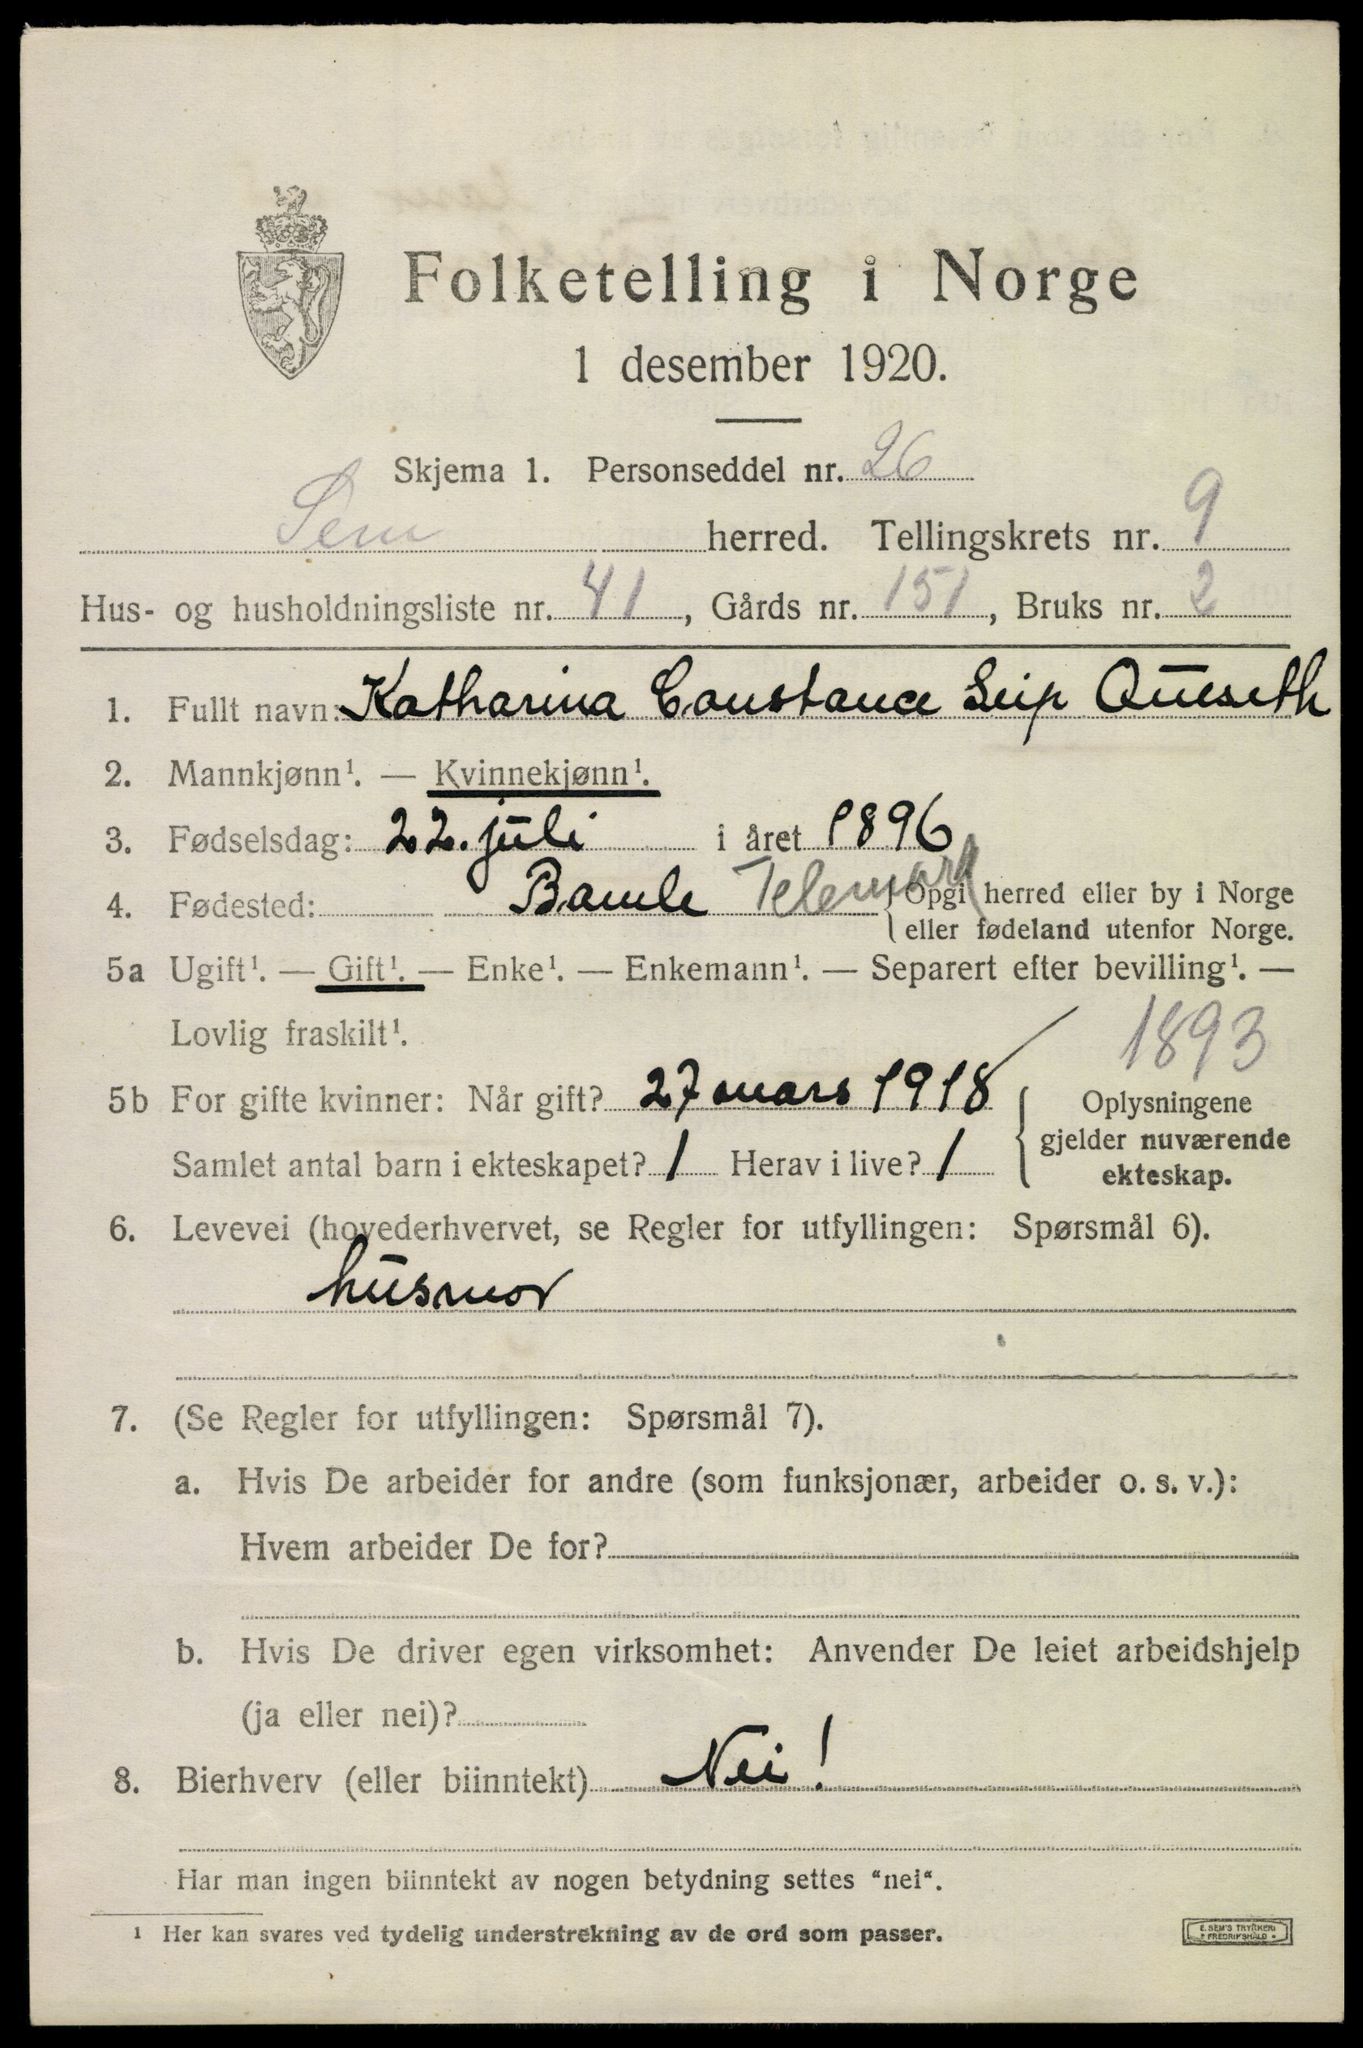 Folketelling i Norge
1 desember 1920.
Skjema 1. Personseddel nr. 26
Sem herred. Tellingskrets nr. 9
Hus- og husholdningsliste nr. 41, Gårds nr. 151, Bruks nr. 2
1. Fullt navn: Katharina Constance Seip Queseth
2. Mannkjønn¹. — Kvinnekjønn¹.
3. Fødselsdag: 22. juli i året 1896
4. Fødested: Bamle Telemark { Opgi herred eller by i Norge
eller fødeland utenfor Norge.
5a Ugift¹. — Gift¹. — Enke¹. — Enkemann¹. — Separert efter bevilling¹. —
Lovlig fraskilt¹.
1893
5b For gifte kvinner: Når gift? 27 mars 1918 { Oplysningene
gjelder nuværende
ekteskap.
Samlet antal barn i ekteskapet? 1 Herav i live? 1
6. Levevei (hovederhvervet, se Regler for utfyllingen: Spørsmål 6).
husmor
7. (Se Regler for utfyllingen: Spørsmål 7).
a. Hvis De arbeider for andre (som funksjonær, arbeider o. s. v.):
Hvem arbeider De for?
b. Hvis De driver egen virksomhet: Anvender De leiet arbeidshjelp
(ja eller nei)?
8. Bierhverv (eller biinntekt) Nei!
Har man ingen biinntekt av nogen betydning settes "nei".
¹ Her kan svares ved tydelig understrekning av de ord som passer.
E. SEM'S TRYKKERI
FREDRIKSHALD